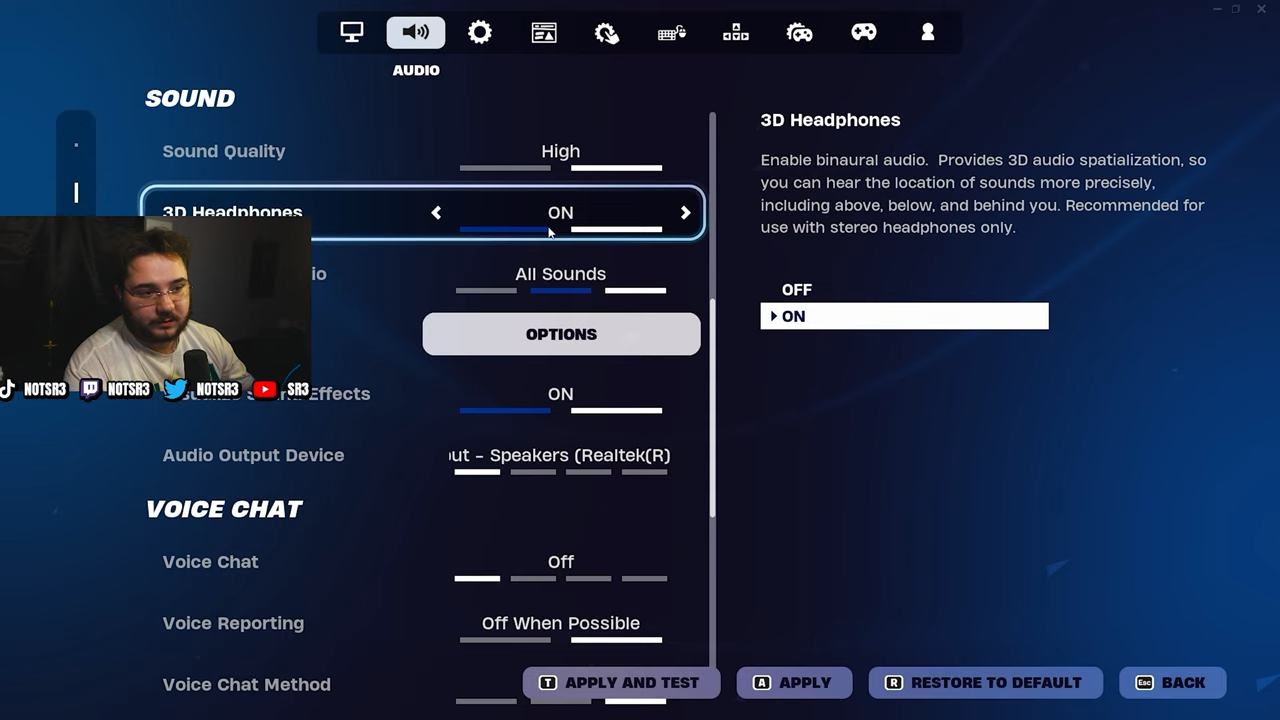 AUDIO
SOUND
Sound Quality
High
3D Headphones
ON
io
All Sounds
OPTIONS
Effects
ON
Audio Output Device
out - Speakers (Realtek(R)
VOICE CHAT
Voice Chat
Off
Voice Reporting
Off When Possible
Voice Chat Method
3D Headphones
Enable binaural audio. Provides 3D audio spatialization, so
you can hear the location of sounds more precisely,
including above, below, and behind you. Recommended for
use with stereo headphones only.
OFF
ON
NOTSR3 NOTSR3 NOTSR3 SR3
T APPLY AND TEST
A APPLY
R RESTORE TO DEFAULT
Esc BACK